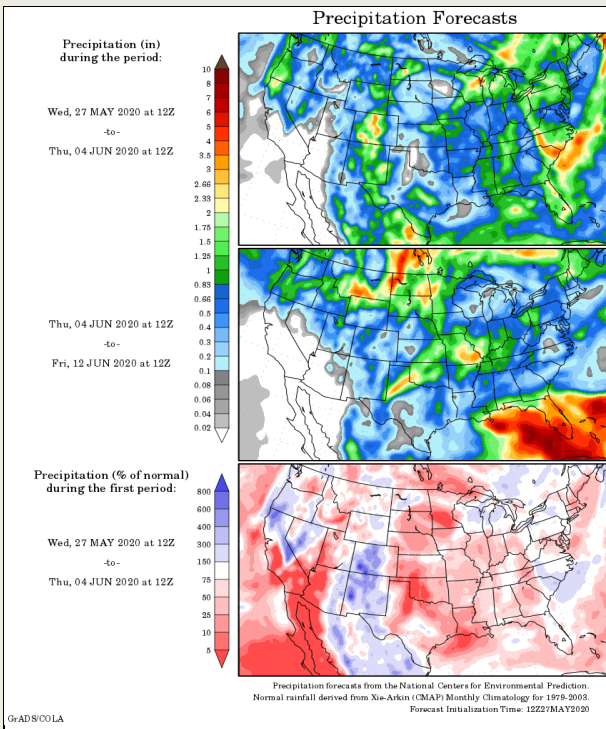 Precipitation Forecasts
Precipitation (in)
during the period:
Wed, 27 MAY 2020 at 12Z
-to-
Thu, 04 JUN 2020 at 12Z
10
8
7
6
5
4
3.5
3
2.66
2.33
2
1.75
1.5
1.25
1
0.83
0.66
0.5
0.4
0.3
0.2
0.1
0.08
0.06
0.04
0.02
Thu, 04 JUN 2020 at 12Z
-to-
Fri, 12 JUN 2020 at 12Z
Precipitation (% of normal)
during the first period:
Wed, 27 MAY 2020 at 12Z
-to-
Thu, 04 JUN 2020 at 12Z
800
600
400
300
150
75
50
25
10
5
Precipitation forecasts from the National Centers for Environmental Prediction.
Normal rainfall derived from Xie-Arkin (CMAP) Monthly Climatology for 1979-2003.
Forecast Initialization Time: 12Z27MAY2020
GrADS/COLA